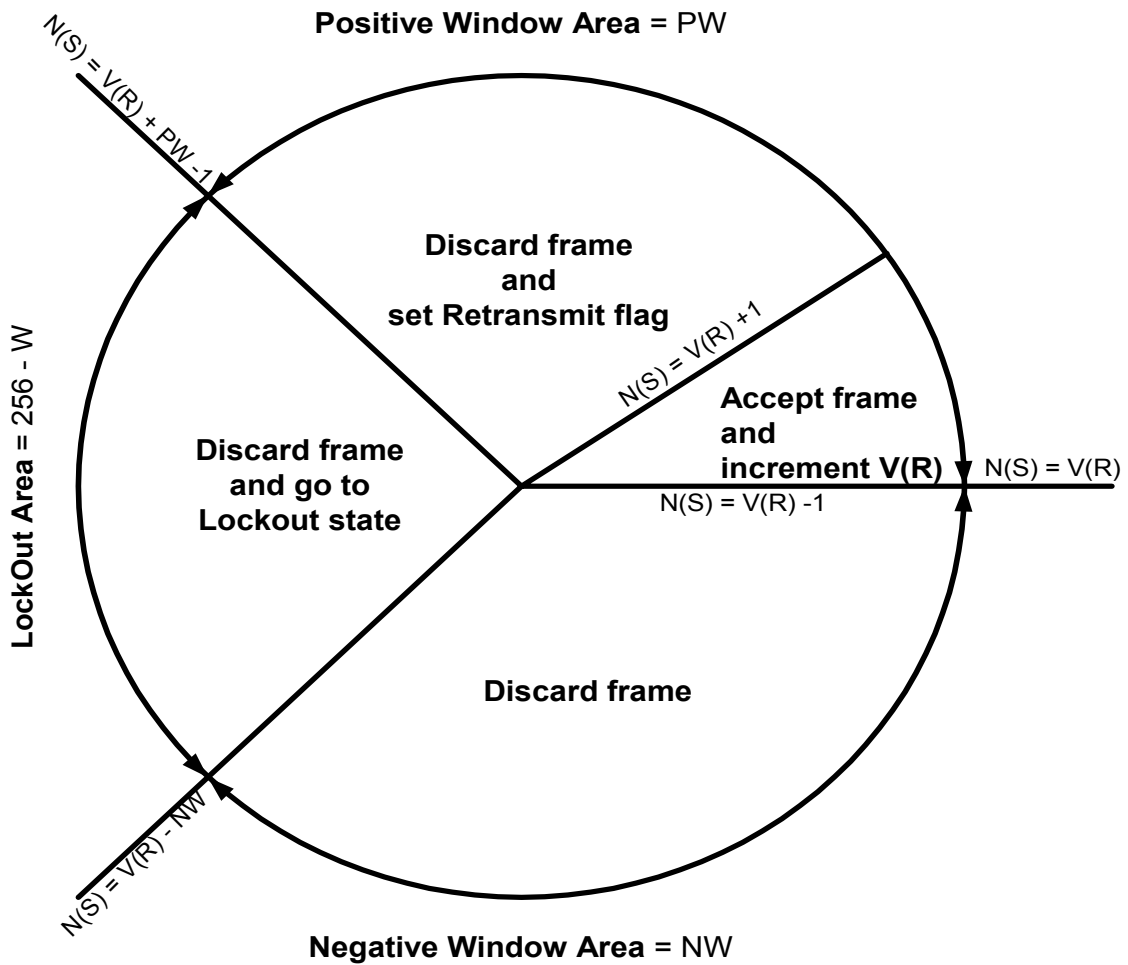 Positive Window Area = PW
N(S) = V(R) + PW -1
Discard frame
and
set Retransmit flag
N(S) = V(R) +1
Accept frame
and
increment V(R)
N(S) = V(R)
N(S) = V(R) -1
LockOut Area = 256 - W
Discard frame
and go to
Lockout state
Discard frame
N(S) = V(R) - NW
Negative Window Area = NW